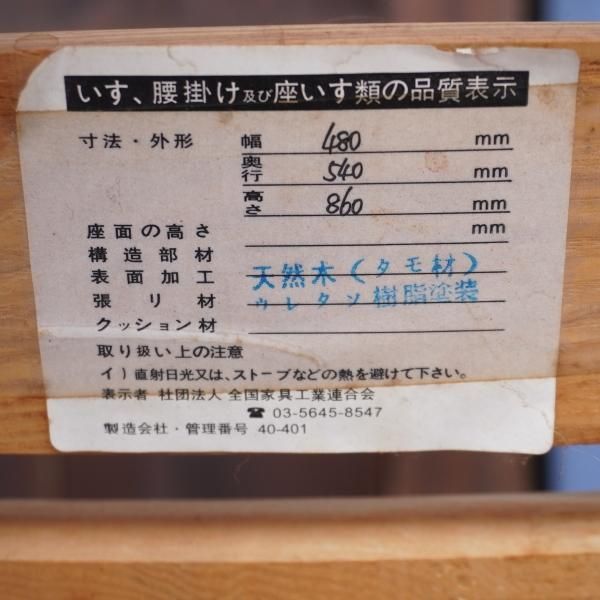 いす、腰掛け及び座いす類の品質表示
寸法・外形 幅 480 mm
奥行 540 mm
高さ 860 mm
座面の高さ mm
構造部材
表面加工 天然木(タモ材)
張り材 ウレタン樹脂塗装
クッション材
取り扱い上の注意
イ)直射日光又は、ストーブなどの熱を避けて下さい。
表示者 社団法人 全国家具工業連合会
☎ 03-5645-8547
製造会社・管理番号 40-401